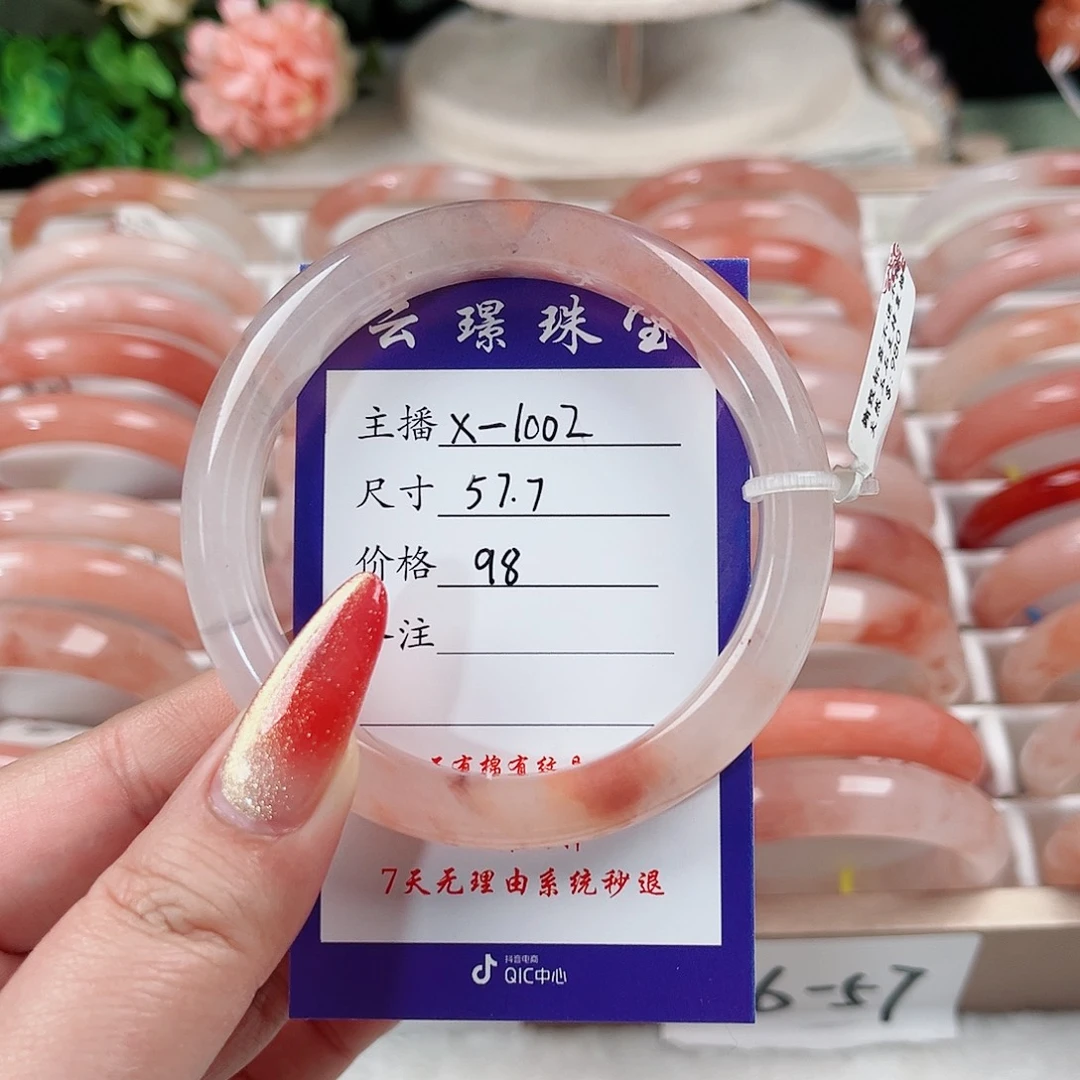 云璟珠宝
主播 X-1002
尺寸 57.7
价格 98
注
有棉有纹
7天无理由系统秒退
抖音电商
QIC中心
6-57